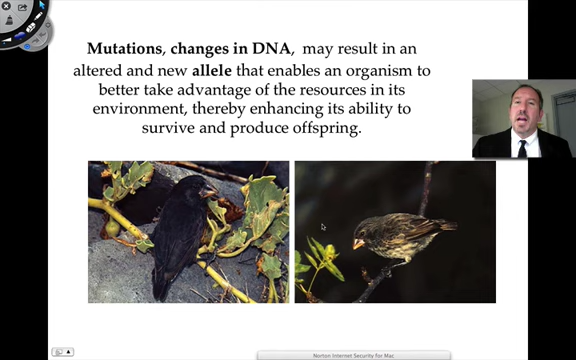 Mutations, changes in DNA, may result in an
altered and new allele that enables an organism to
better take advantage of the resources in its
environment, thereby enhancing its ability to
survive and produce offspring.
Norton Internet Security for Mac